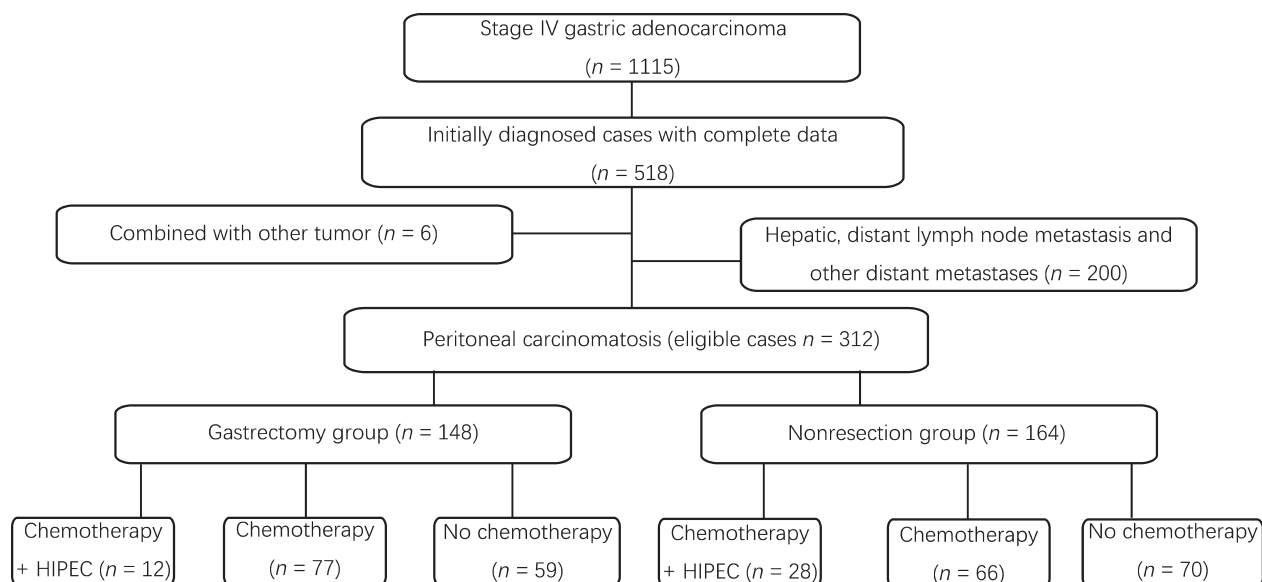 Stage IV gastric adenocarcinoma
(n = 1115)
Initially diagnosed cases with complete data
(n = 518)
Combined with other tumor (n = 6)
Hepatic, distant lymph node metastasis and
other distant metastases (n = 200)
Peritoneal carcinomatosis (eligible cases n = 312)
Gastrectomy group (n = 148)
Nonresection group (n = 164)
Chemotherapy
+ HIPEC (n = 12)
Chemotherapy
(n = 77)
No chemotherapy
(n = 59)
Chemotherapy
+ HIPEC (n = 28)
Chemotherapy
(n = 66)
No chemotherapy
(n = 70)